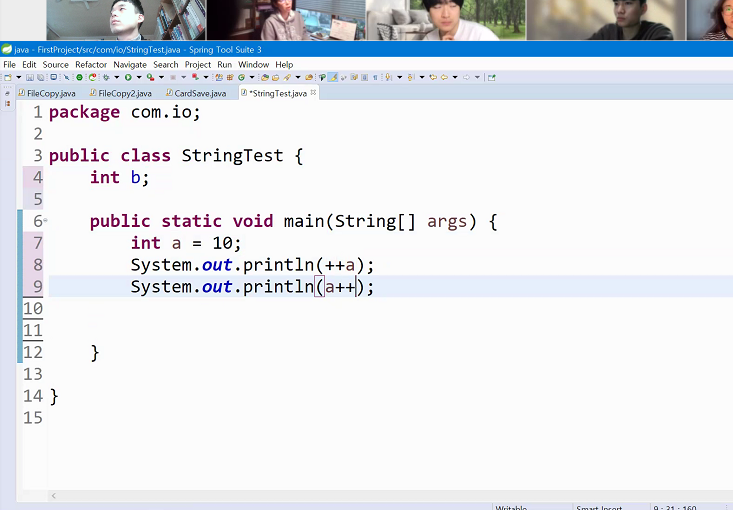 java - FirstProject/src/com/io/StringTest.java - Spring Tool Suite 3
File Edit Source Refactor Navigate Search Project Run Window Help
FileCopy.java FileCopy2.java CardSave.java *StringTest.java
1 package com.io;
2
3 public class StringTest {
4 int b;
5
6 public static void main(String[] args) {
7 int a = 10;
8 System.out.println(++a);
9 System.out.println(a++);
10
11
12 }
13
14 }
15
Writable Smart Insert 9 : 31 : 160